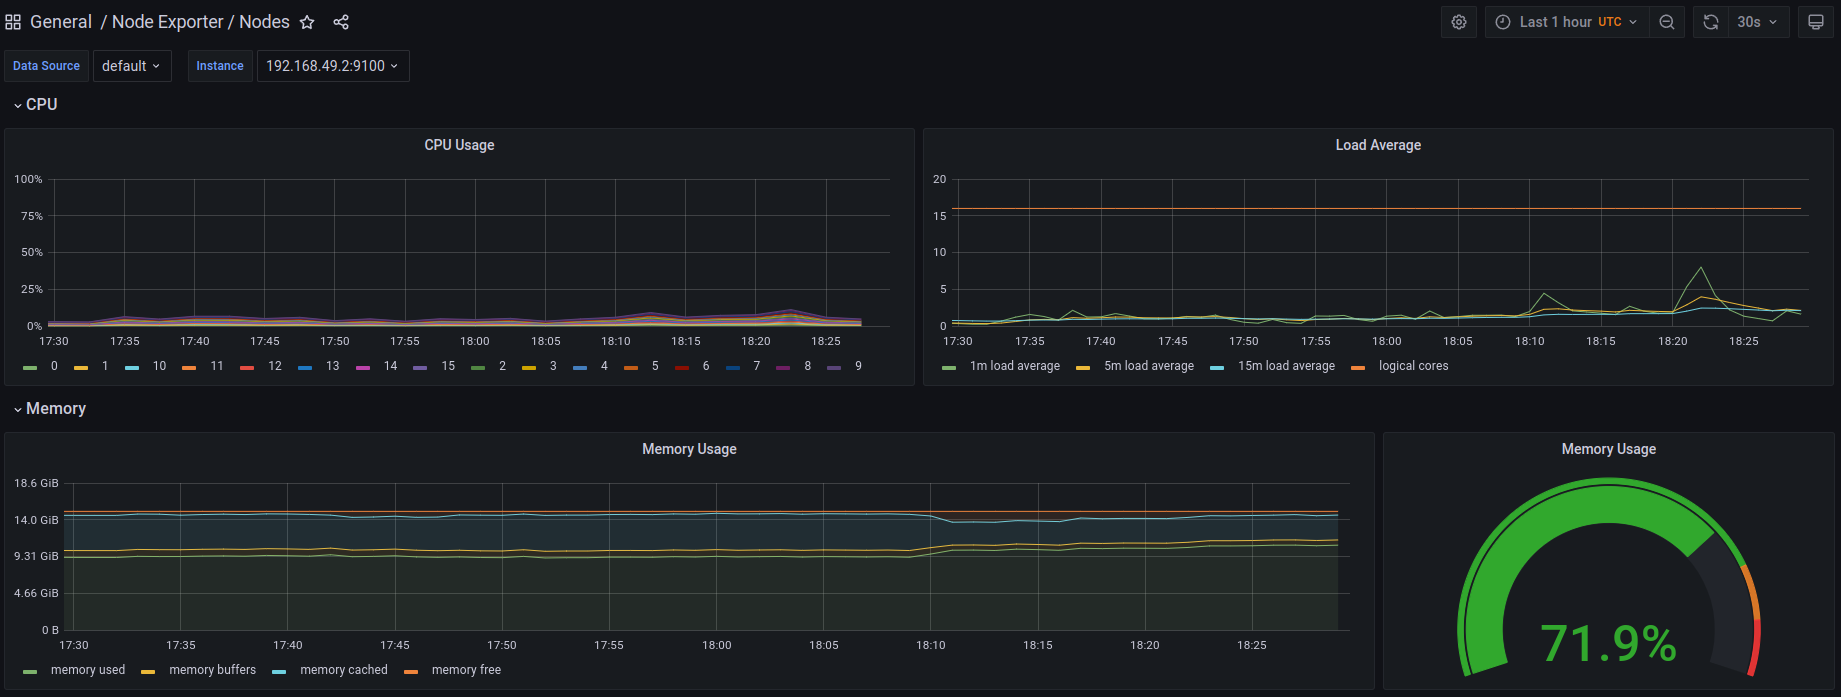 General / Node Exporter / Nodes
Last 1 hour UTC
30s
Data Source default Instance 192.168.49.2:9100
CPU
CPU Usage
100%
75%
50%
25%
0%
17:30 17:35 17:40 17:45 17:50 17:55 18:00 18:05 18:10 18:15 18:20 18:25
0 1 10 11 12 13 14 15 2 3 4 5 6 7 8 9
Load Average
20
15
10
5
0
17:30 17:35 17:40 17:45 17:50 17:55 18:00 18:05 18:10 18:15 18:20 18:25
1m load average 5m load average 15m load average logical cores
Memory
Memory Usage
18.6 GiB
14.0 GiB
9.31 GiB
4.66 GiB
0 B
17:30 17:35 17:40 17:45 17:50 17:55 18:00 18:05 18:10 18:15 18:20 18:25
memory used memory buffers memory cached memory free
Memory Usage
71.9%